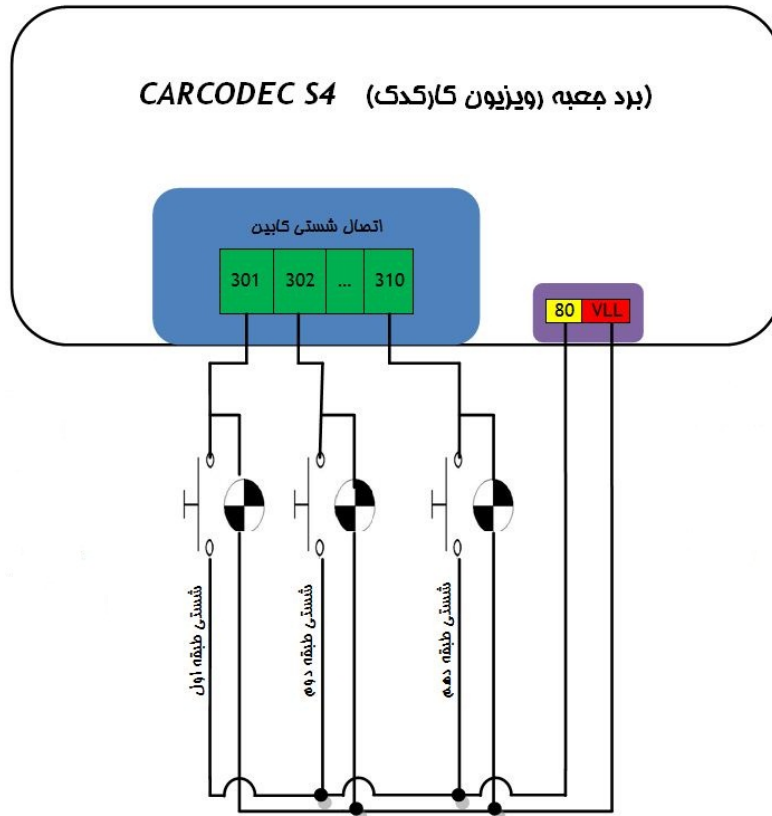 CARCODEC S4 (برد جعبه رویزیون کارکدک)
اتصال شستی کابین
301 302 ... 310
80 VLL
شستی طبقه اول
شستی طبقه دوم
شستی طبقه دهم